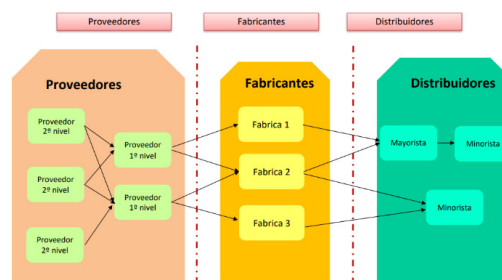 Proveedores
Fabricantes
Distribuidores
Proveedores
Fabricantes
Distribuidores
Proveedor
2º nivel
Proveedor
2º nivel
Proveedor
2º nivel
Proveedor
1º nivel
Proveedor
1º nivel
Fabrica 1
Fabrica 2
Fabrica 3
Mayorista
Minorista
Minorista